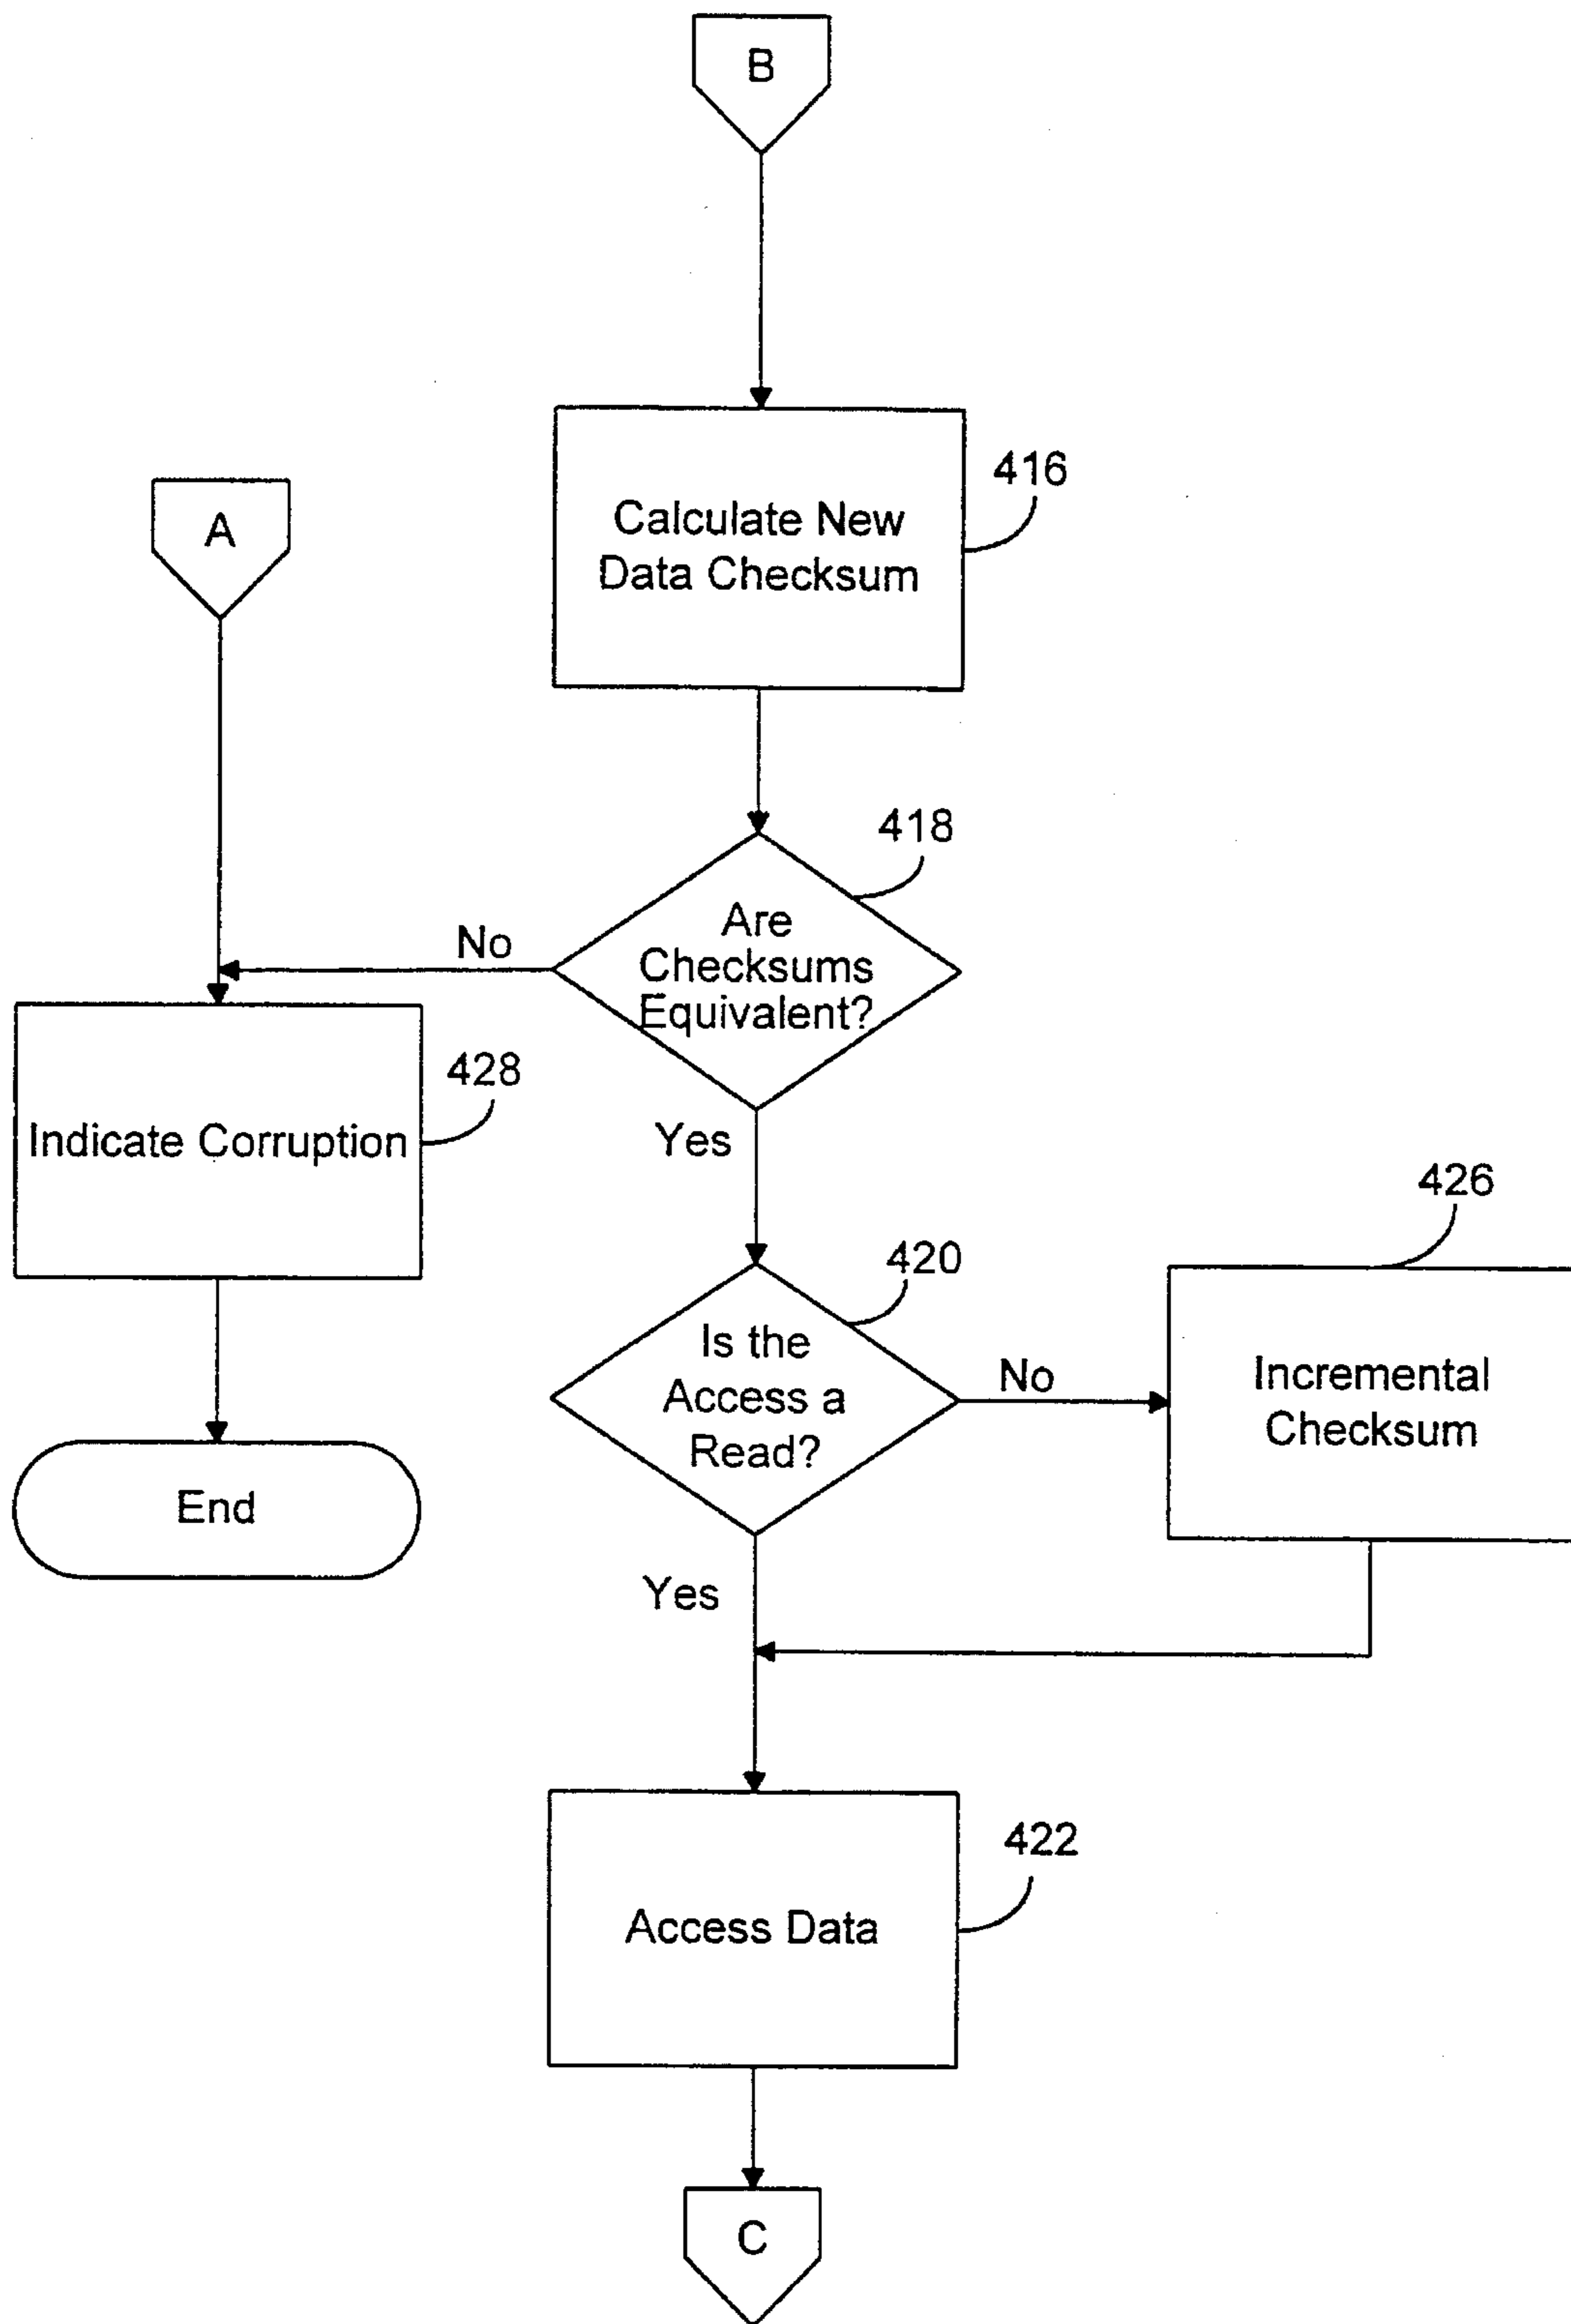 B
416
Calculate New
Data Checksum
A
418
Are
Checksums
Equivalent?
No
428
Indicate Corruption
Yes
426
420
Is the
Access a
Read?
No
Incremental
Checksum
End
Yes
422
Access Data
C